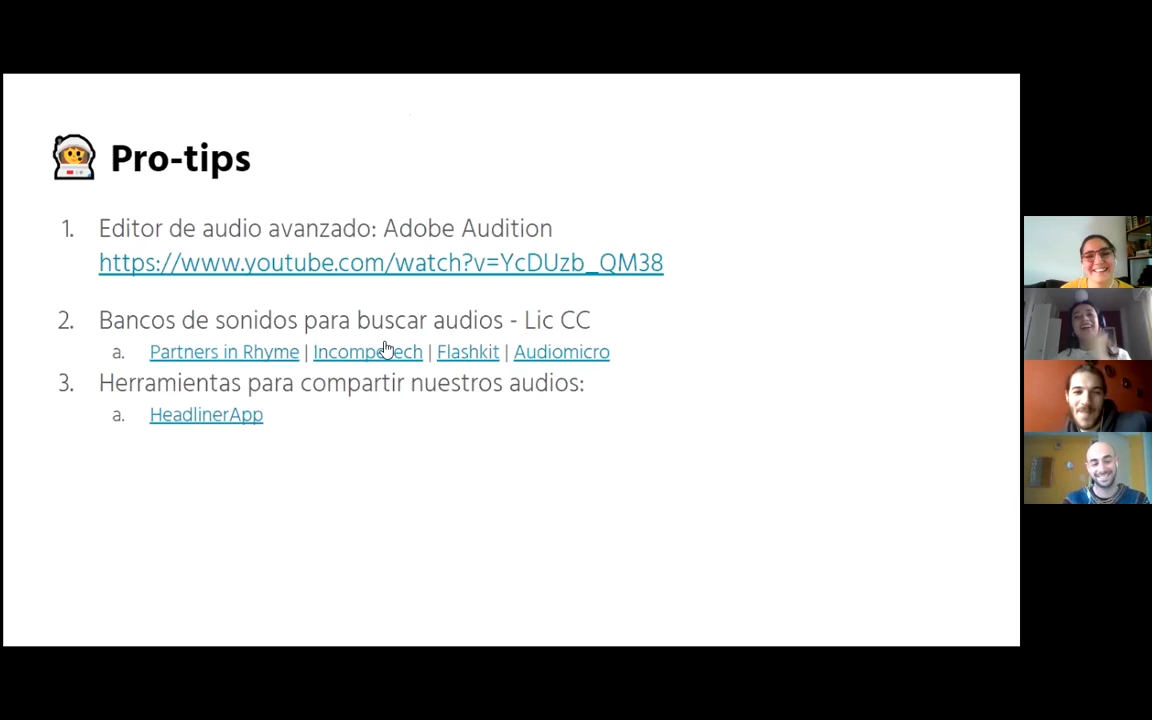 Pro-tips
1. Editor de audio avanzado: Adobe Audition
https://www.youtube.com/watch?v=YcDUzb_QM38
2. Bancos de sonidos para buscar audios - Lic CC
a. Partners in Rhyme | Incompetech | Flashkit | Audiomicro
3. Herramientas para compartir nuestros audios:
a. HeadlinerApp